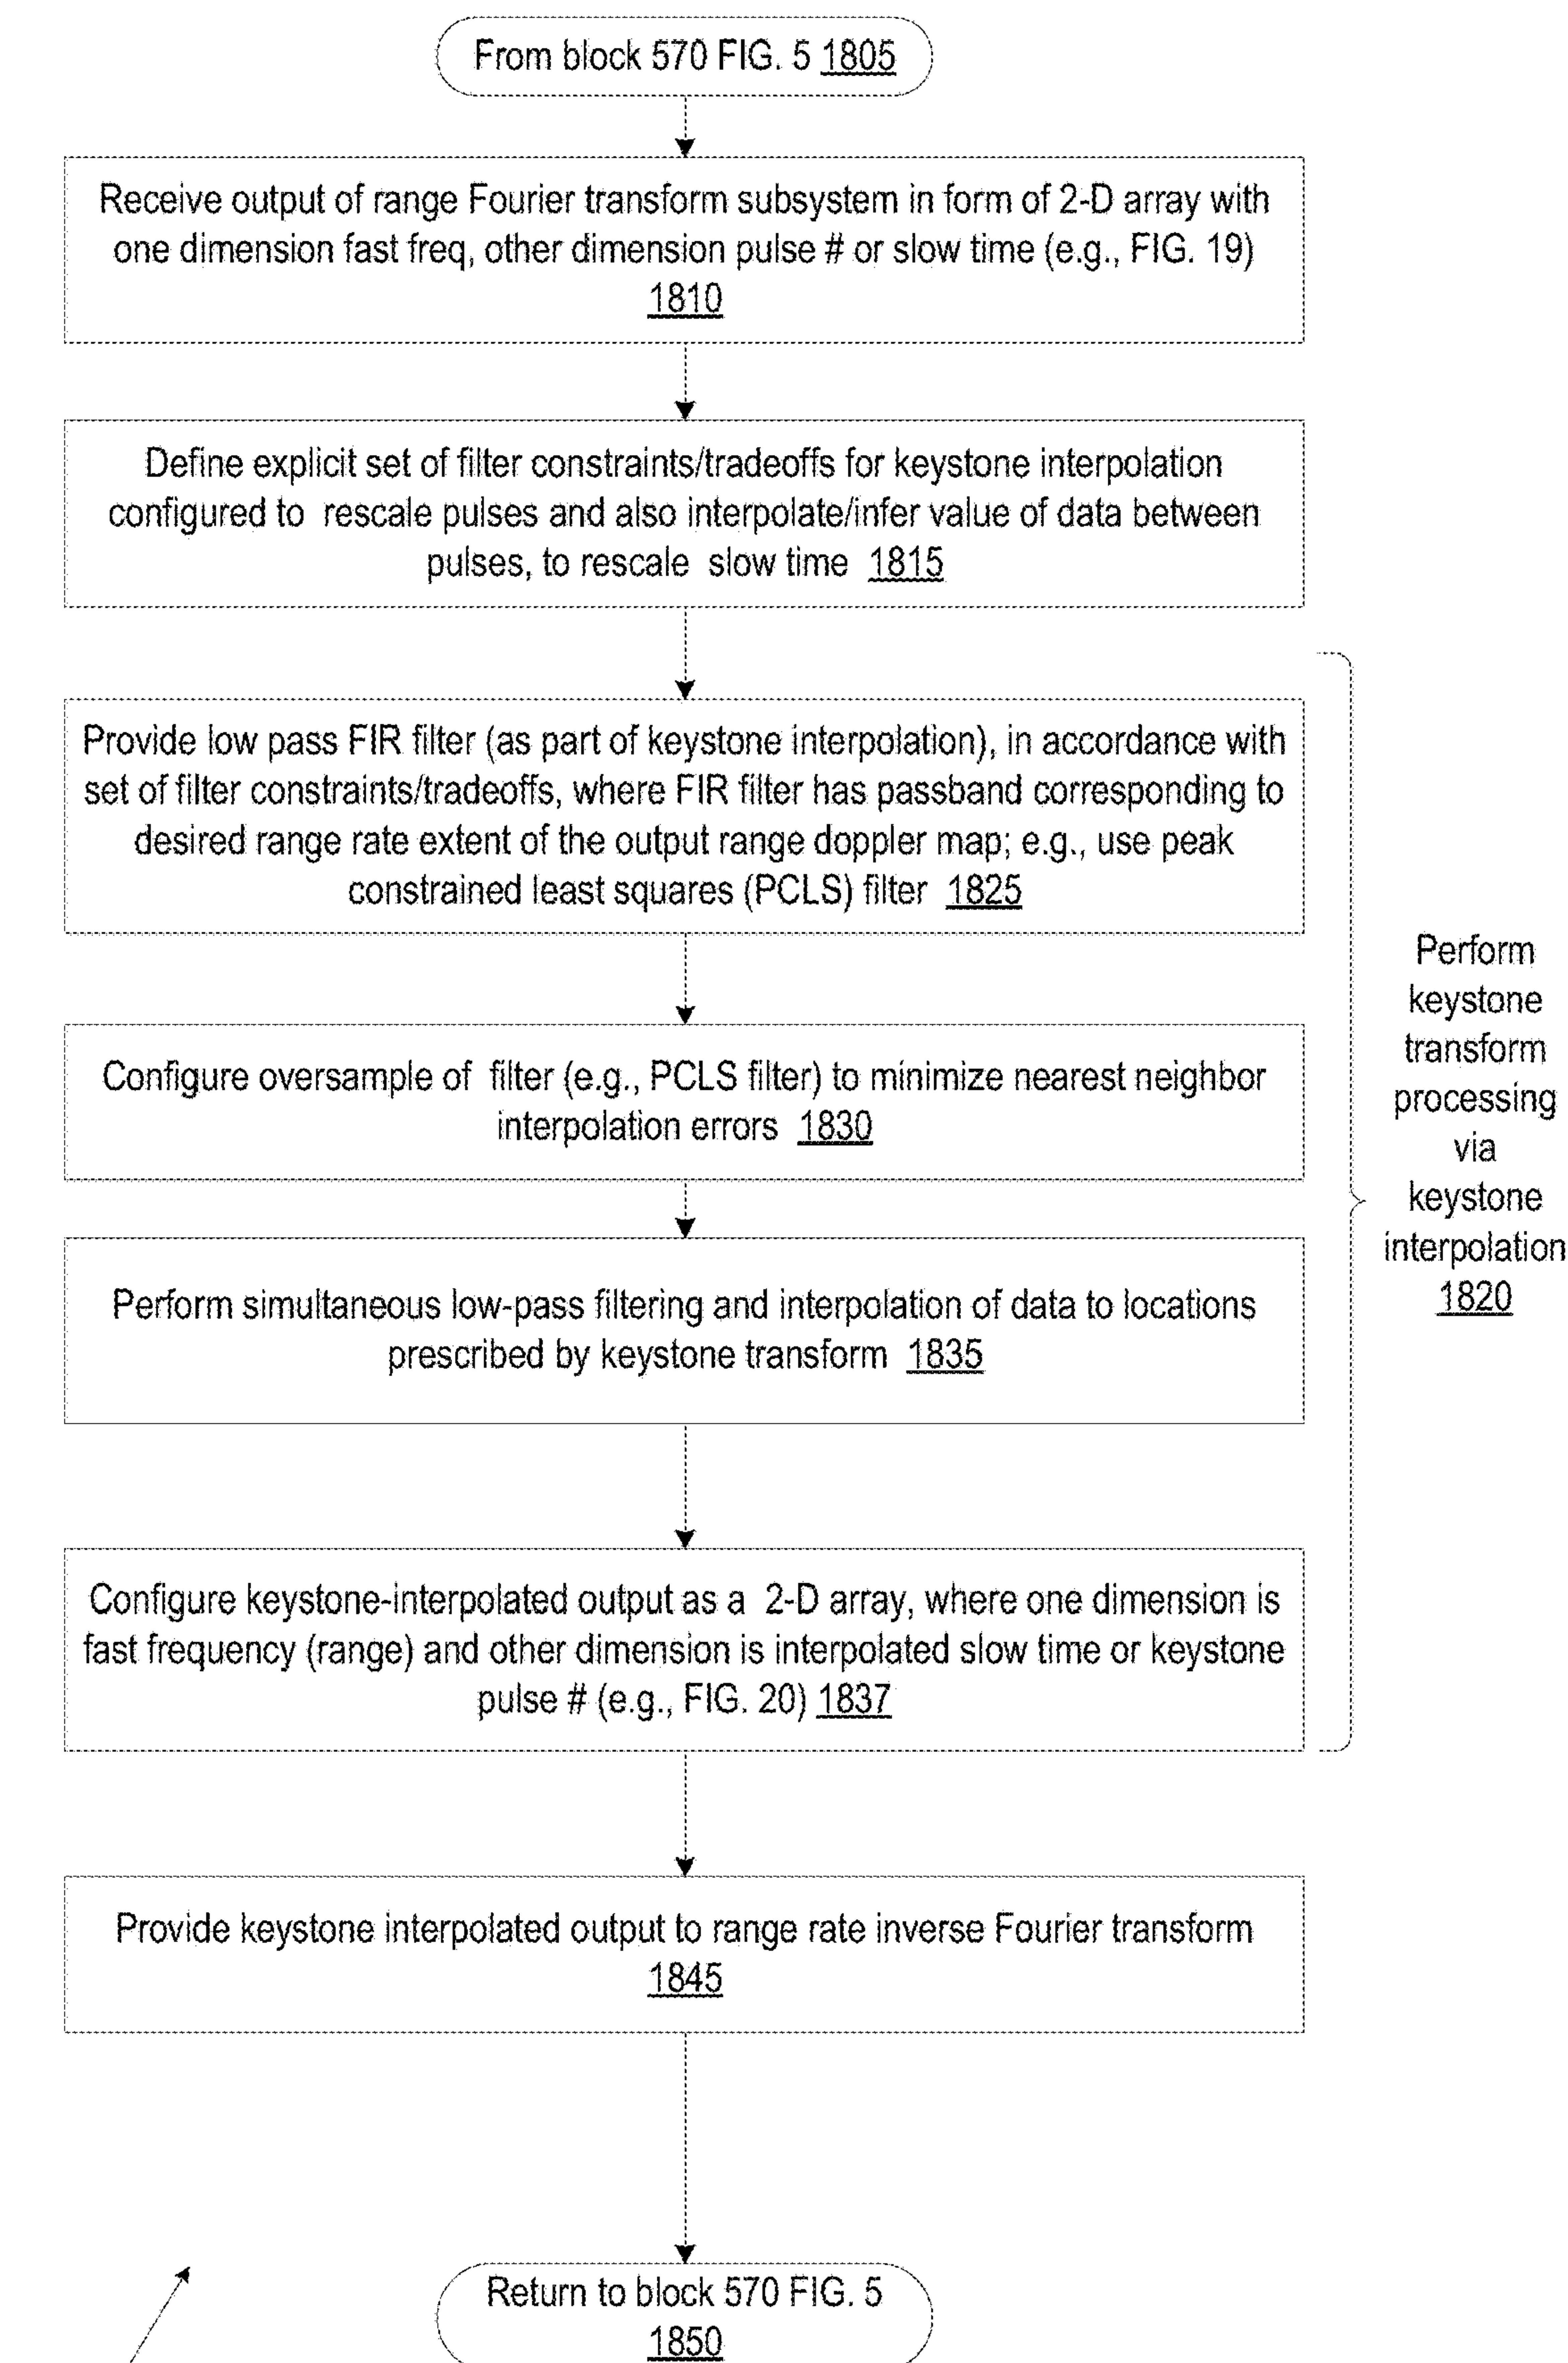 From block 570 FIG. 5 1805
Receive output of range Fourier transform subsystem in form of 2-D array with
one dimension fast freq, other dimension pulse # or slow time (e.g., FIG. 19)
1810
Define explicit set of filter constraints/tradeoffs for keystone interpolation
configured to rescale pulses and also interpolate/infer value of data between
pulses, to rescale slow time 1815
Provide low pass FIR filter (as part of keystone interpolation), in accordance with
set of filter constraints/tradeoffs, where FIR filter has passband corresponding to
desired range rate extent of the output range doppler map; e.g., use peak
constrained least squares (PCLS) filter 1825
Configure oversample of filter (e.g., PCLS filter) to minimize nearest neighbor
interpolation errors 1830
Perform simultaneous low-pass filtering and interpolation of data to locations
prescribed by keystone transform 1835
Configure keystone-interpolated output as a 2-D array, where one dimension is
fast frequency (range) and other dimension is interpolated slow time or keystone
pulse # (e.g., FIG. 20) 1837
Perform
keystone
transform
processing
via
keystone
interpolation
1820
Provide keystone interpolated output to range rate inverse Fourier transform
1845
Return to block 570 FIG. 5
1850